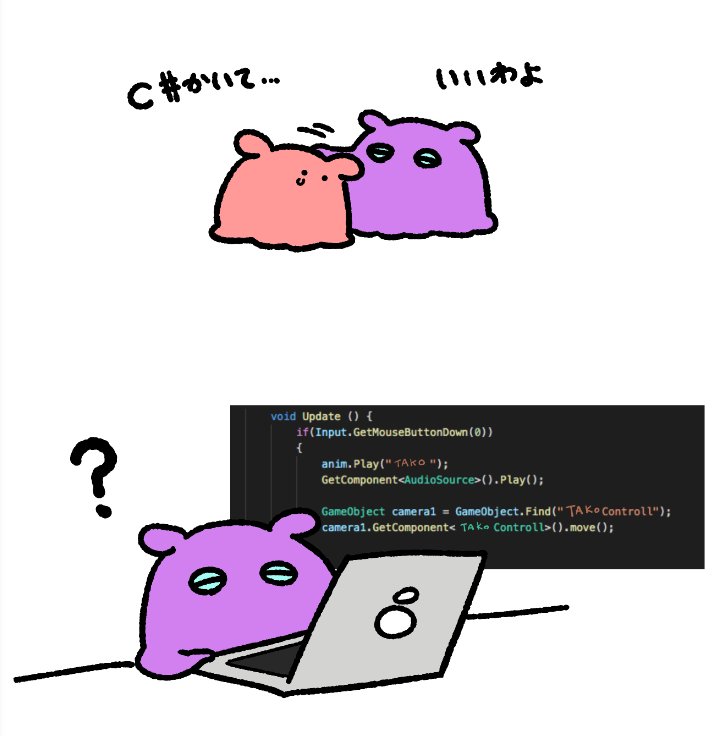 C#かいて…
いいわよ
?
void Update () {
if(Input.GetMouseButtonDown(0))
{
anim.Play("TAKO");
GetComponent<AudioSource>().Play();
GameObject camera1 = GameObject.Find("TAKOControll");
camera1.GetComponent<TAKOControll>().move();